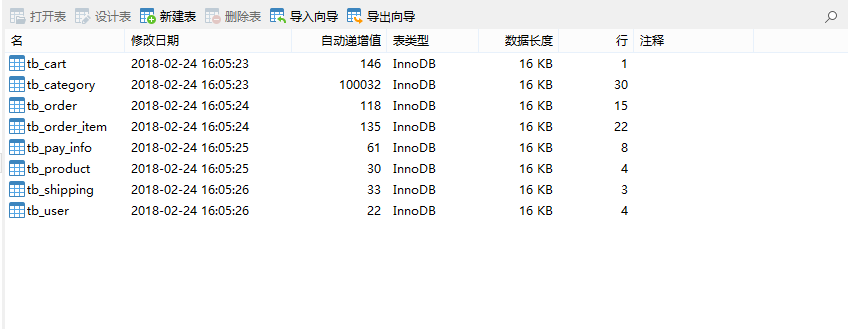 打开表 设计表 新建表 删除表 导入向导 导出向导
名 修改日期 自动递增值 表类型 数据长度 行 注释
tb_cart 2018-02-24 16:05:23 146 InnoDB 16 KB 1
tb_category 2018-02-24 16:05:23 100032 InnoDB 16 KB 30
tb_order 2018-02-24 16:05:24 118 InnoDB 16 KB 15
tb_order_item 2018-02-24 16:05:24 135 InnoDB 16 KB 22
tb_pay_info 2018-02-24 16:05:25 61 InnoDB 16 KB 8
tb_product 2018-02-24 16:05:25 30 InnoDB 16 KB 4
tb_shipping 2018-02-24 16:05:26 33 InnoDB 16 KB 3
tb_user 2018-02-24 16:05:26 22 InnoDB 16 KB 4